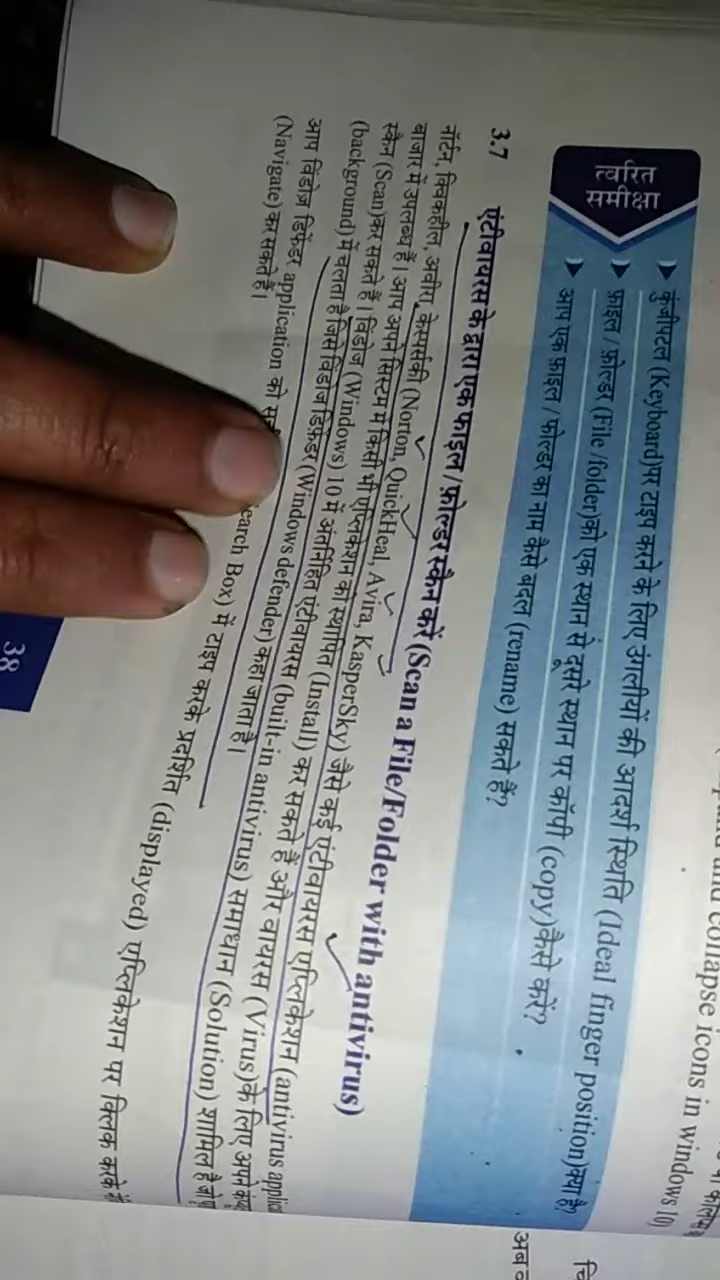 collapse icons in windows 10)
त्वरित
समीक्षा
कुंजीपटल (Keyboard)पर टाइप करने के लिए उंगलीयों की आदर्श स्थिति (Ideal finger position)क्या है?
फ़ाइल / फ़ोल्डर (File /folder)को एक स्थान से दूसरे स्थान पर कॉपी (copy)कैसे करें?
आप एक फ़ाइल / फोल्डर का नाम कैसे बदल (rename) सकते हैं?
3.7 एंटीवायरस के द्वारा एक फाइल / फ़ोल्डर स्कैन करें (Scan a File/Folder with antivirus)
नॉर्टन, क्विकहील, अवीरा, केस्पर्सकी (Norton, QuickHeal, Avira, KasperSky) जैसे कई एंटीवायरस एप्लिकेशन (antivirus
बाजार में उपलब्ध हैं। आप अपने सिस्टम में किसी भी एप्लिकेशन को स्थापित (Install) कर सकते हैं और वायरस (Virus)के लिए अपने
स्कैन (Scan)कर सकते हैं। विंडोज (Windows) 10 में अंतर्निहित एंटीवायरस (built-in antivirus) समाधान (Solution) शामिल है जो
(background) में चलता है जिसे विंडोज डिफ़ेंडर (Windows defender) कहा जाता है।
आप विंडोज डिफेंडर application को earch Box) में टाइप करके प्रदर्शित (displayed) एप्लिकेशन पर क्लिक करके
(Navigate) कर सकते हैं।
38
अब